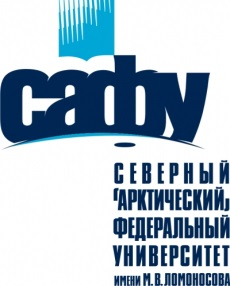 сафу
СЕВЕРНЫЙ
(АРКТИЧЕСКИЙ)
ФЕДЕРАЛЬНЫЙ
УНИВЕРСИТЕТ
ИМЕНИ М.В.ЛОМОНОСОВА